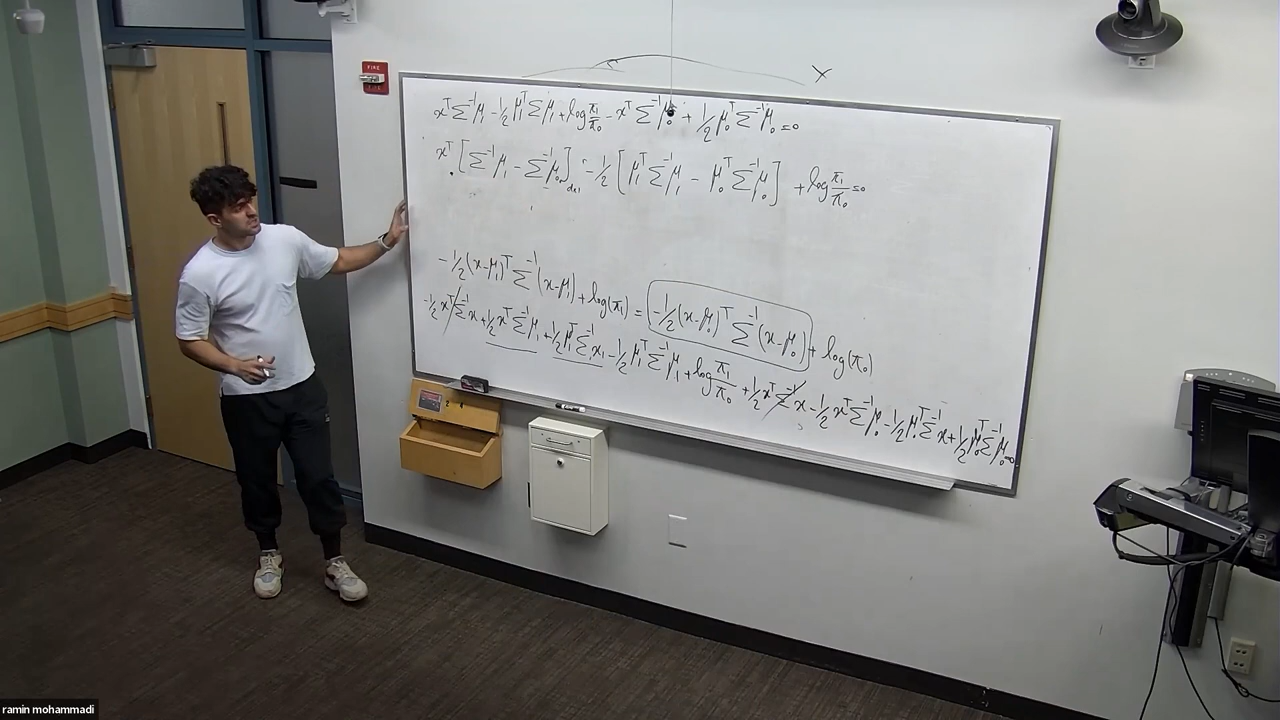 x^T Σ^{-1} μ_1 - 1/2 μ_1^T Σ^{-1} μ_1 + log π_1/π_0 - x^T Σ^{-1} μ_0 + 1/2 μ_0^T Σ^{-1} μ_0 = 0
x^T [Σ^{-1} μ_1 - Σ^{-1} μ_0]_{d×1} - 1/2 [μ_1^T Σ^{-1} μ_1 - μ_0^T Σ^{-1} μ_0] + log π_1/π_0 = 0
-1/2 (x-μ_1)^T Σ^{-1} (x-μ_1) + log(π_1) = -1/2 (x-μ_0)^T Σ^{-1} (x-μ_0) + log(π_0)
-1/2 x^T Σ^{-1} x + 1/2 x^T Σ^{-1} μ_1 + 1/2 μ_1^T Σ^{-1} x_1 - 1/2 μ_1^T Σ^{-1} μ_1 + log π_1/π_0 + 1/2 x^T Σ^{-1} x - 1/2 x^T Σ^{-1} μ_0 - 1/2 μ_0^T Σ^{-1} x + 1/2 μ_0^T Σ^{-1} μ_0 = 0
FIRE
ramin mohammadi